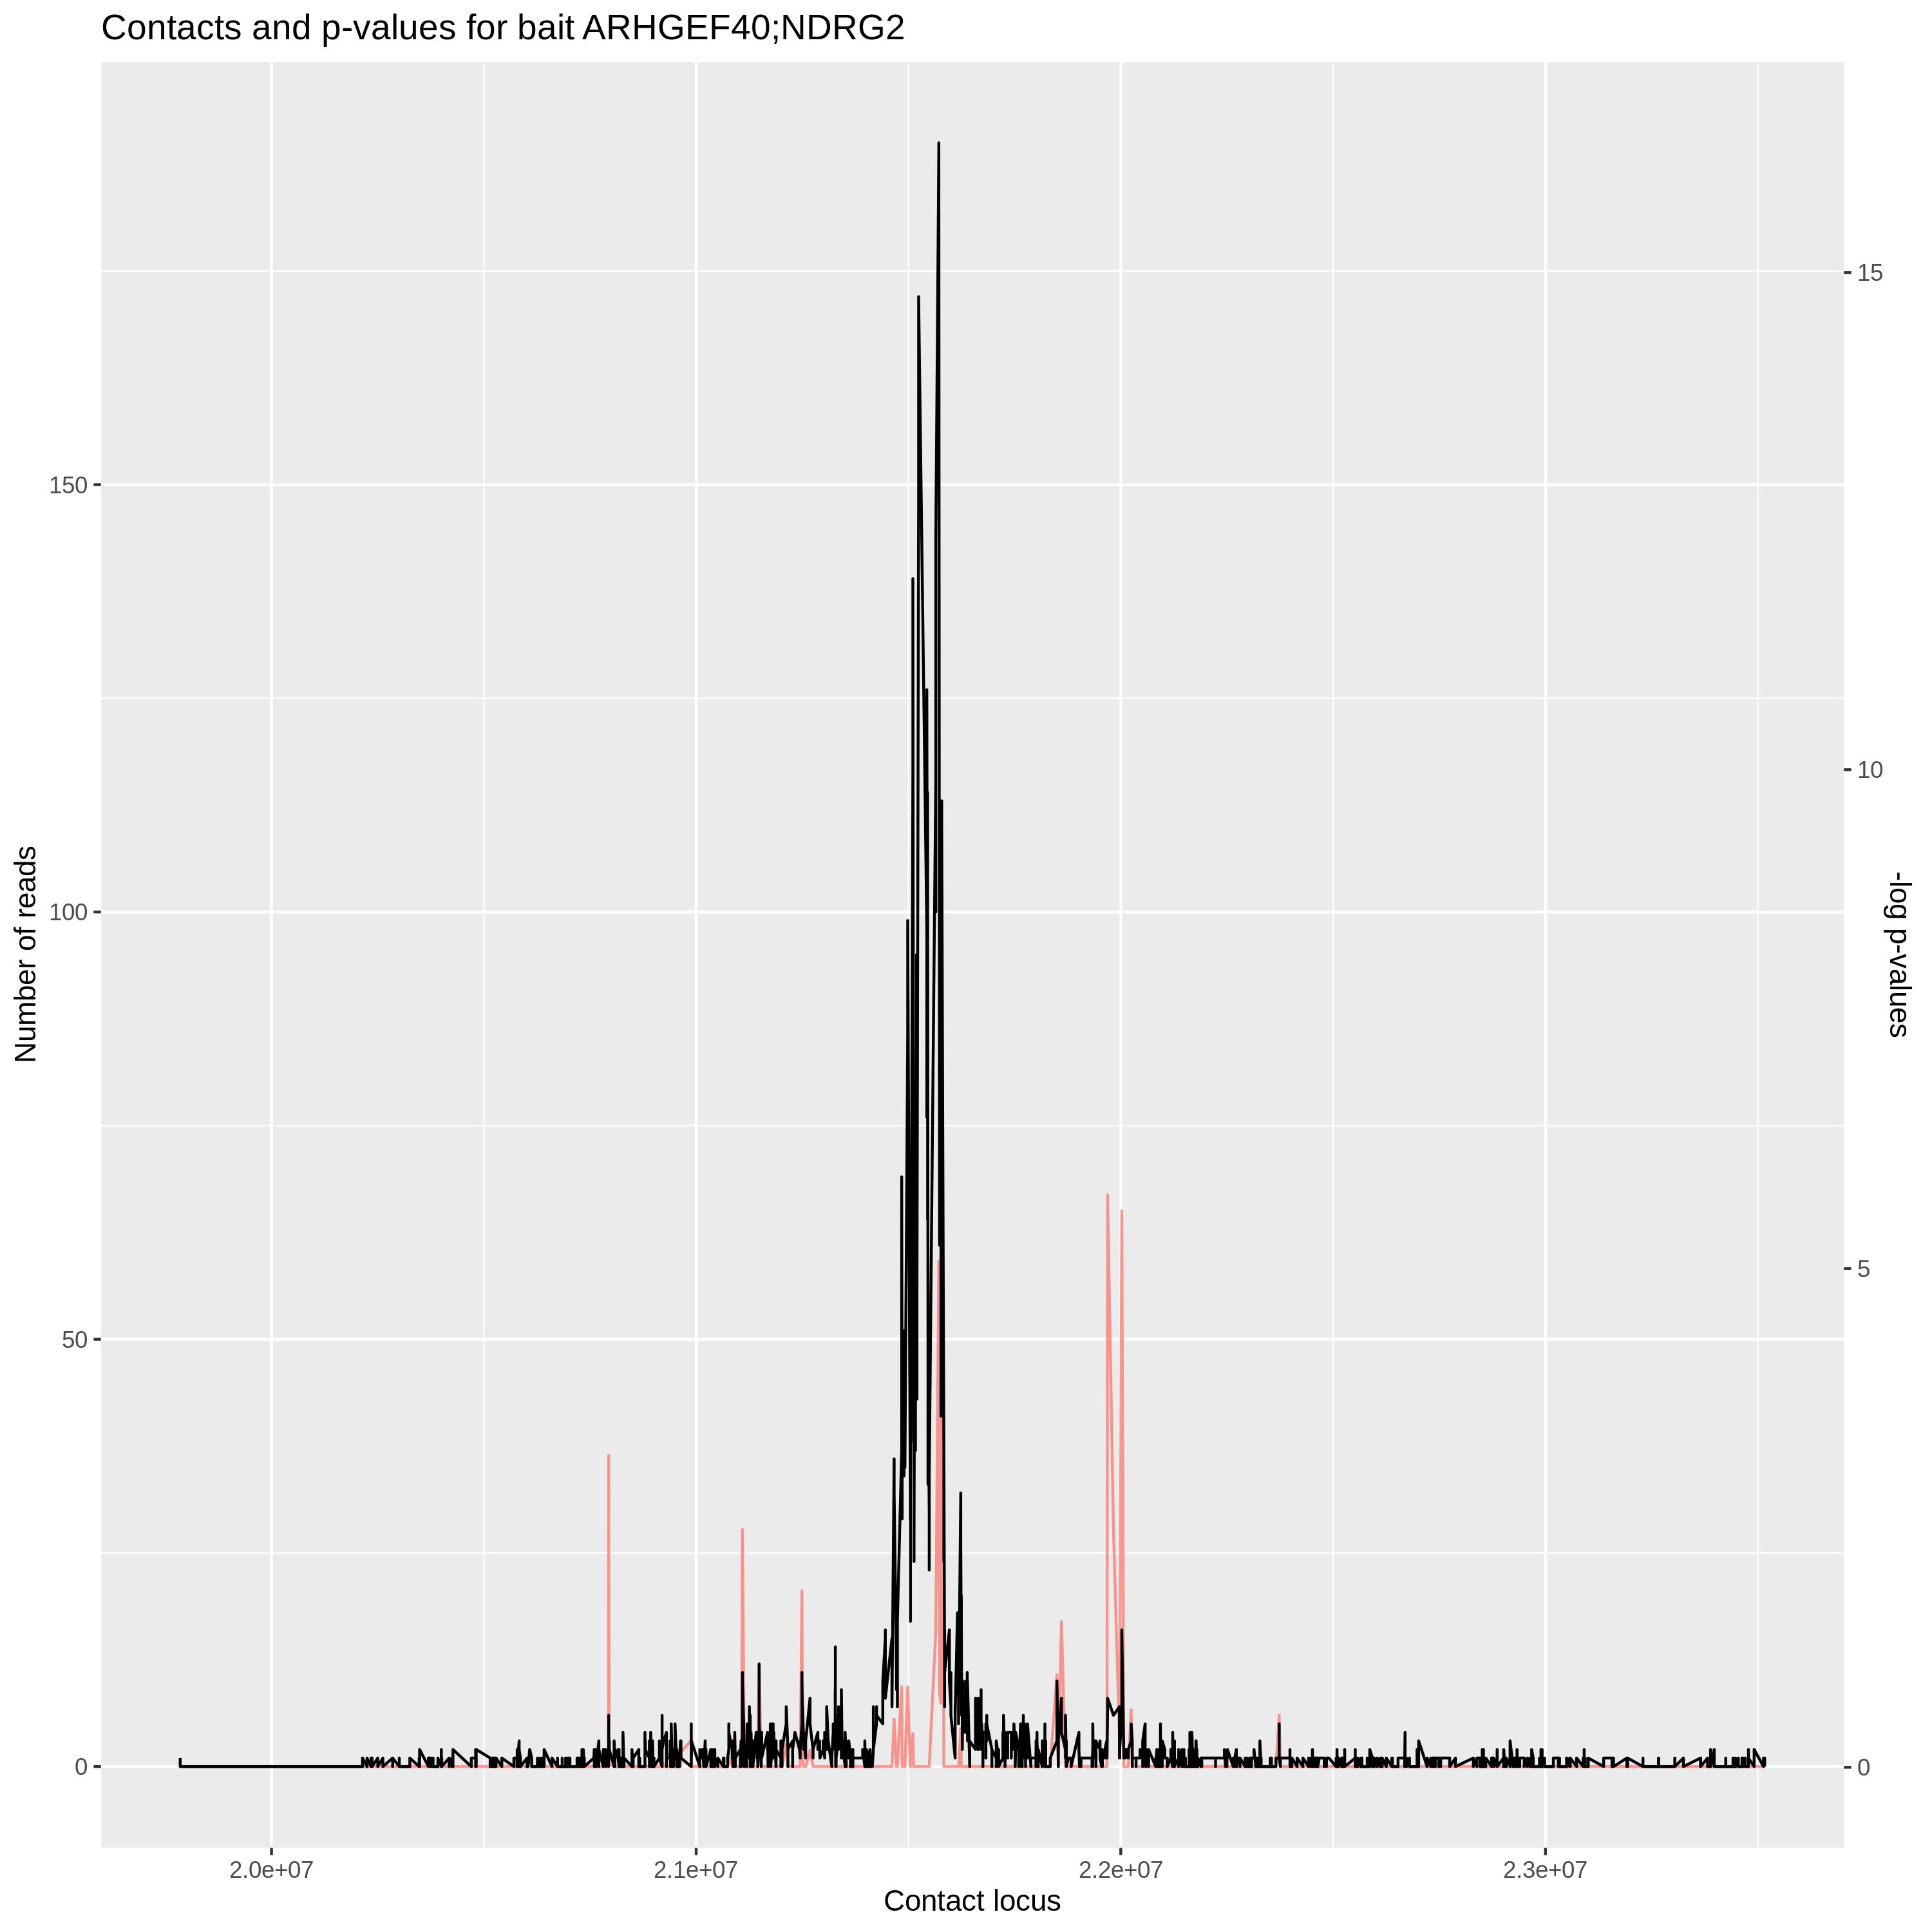 Contacts and p-values for bait ARHGEF40;NDRG2
15
150
10
100
Number of reads
-log p-values
5
50
0
0
2.0e+07
2.1e+07
2.2e+07
2.3e+07
Contact locus